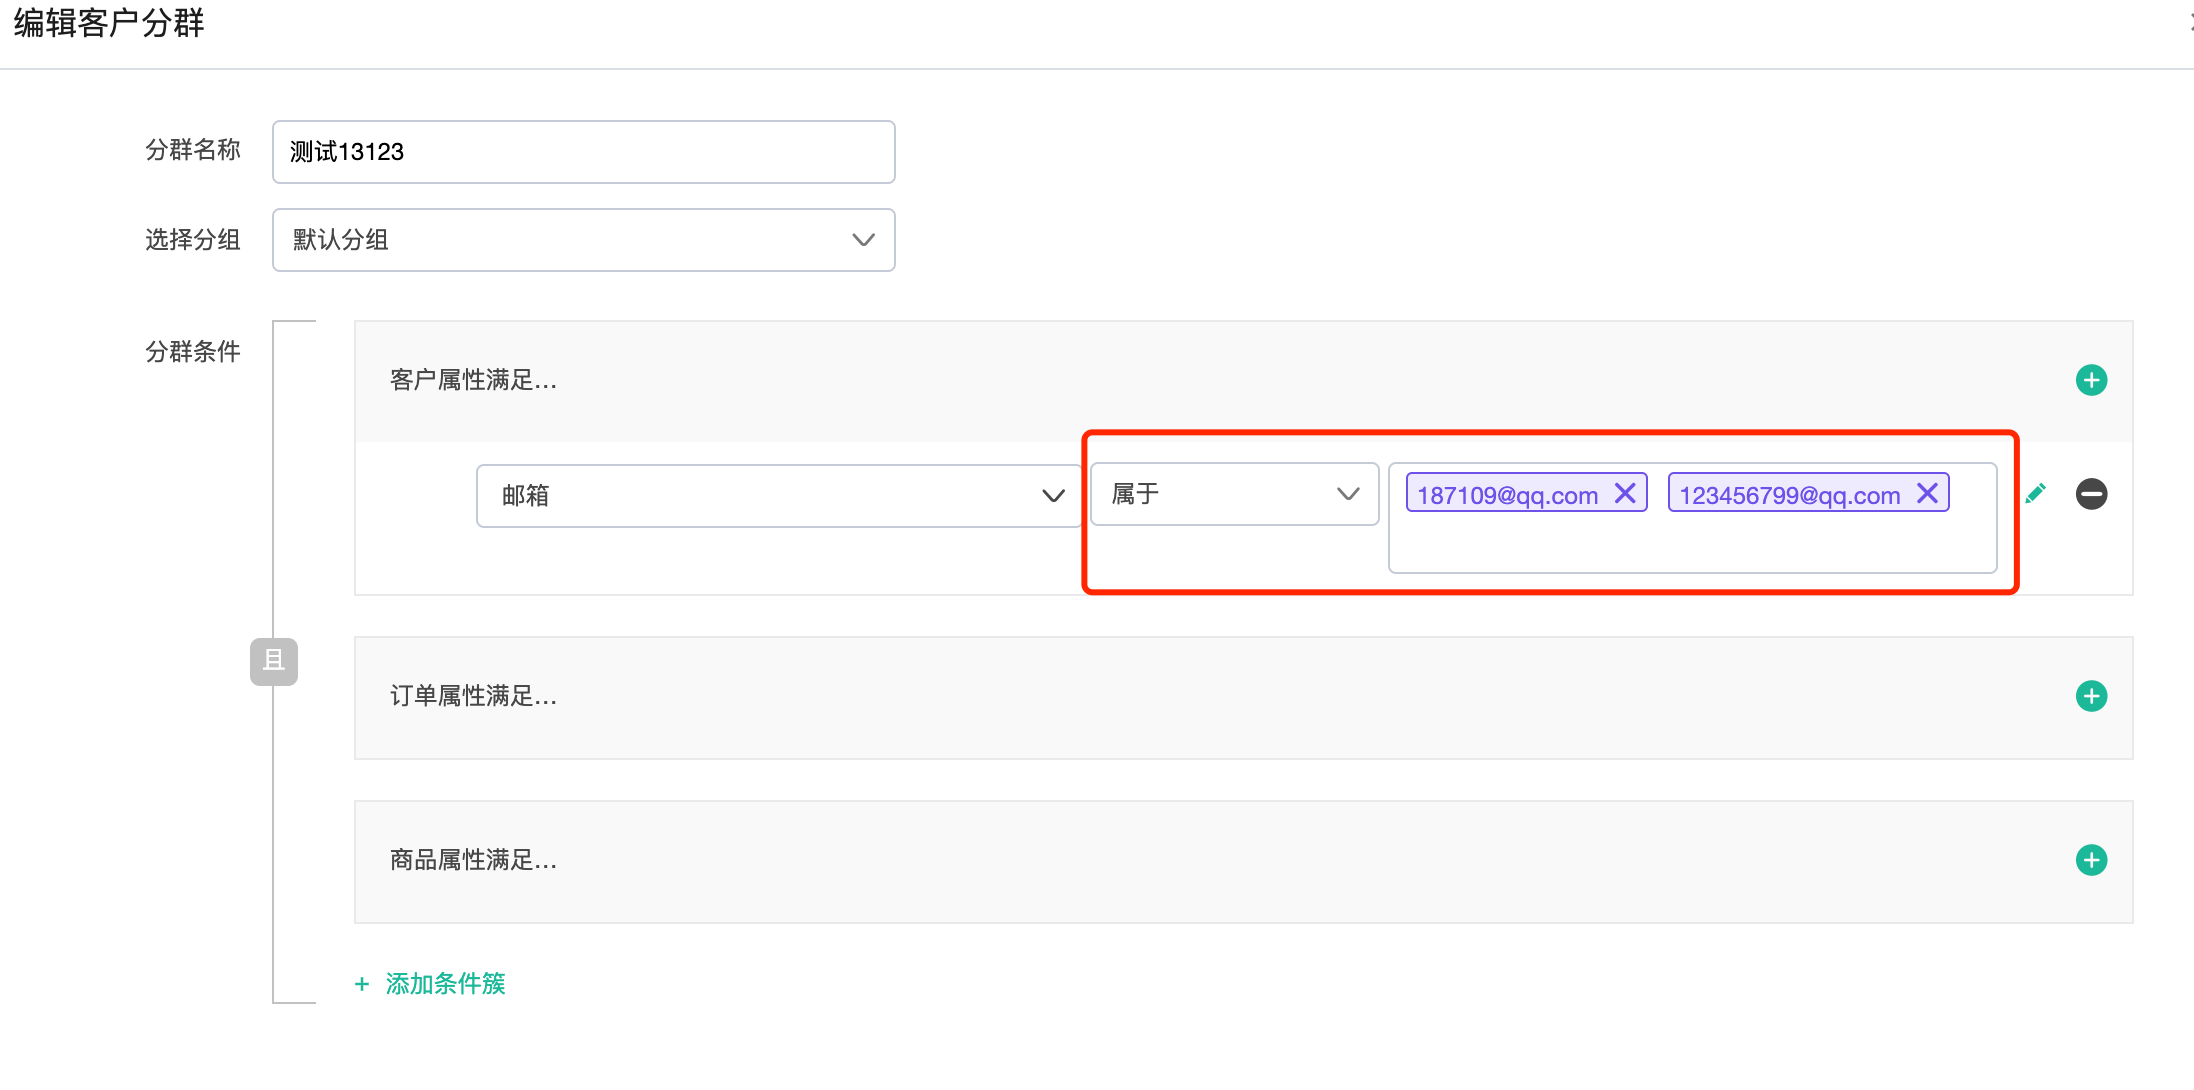 编辑客户分群
分群名称 测试13123
选择分组 默认分组
分群条件
客户属性满足...
邮箱 属于 187109@qq.com 123456799@qq.com
且
订单属性满足...
商品属性满足...
+ 添加条件簇